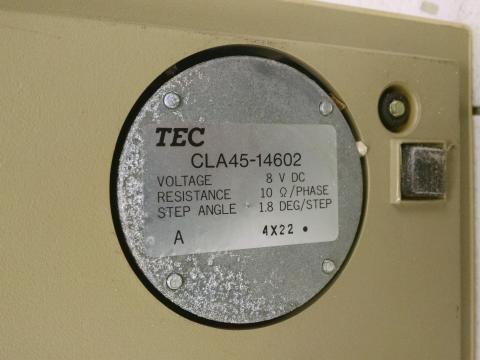 TEC
CLA45-14602
VOLTAGE 8 V DC
RESISTANCE 10 Ω/PHASE
STEP ANGLE 1.8 DEG/STEP
A 4X22 •